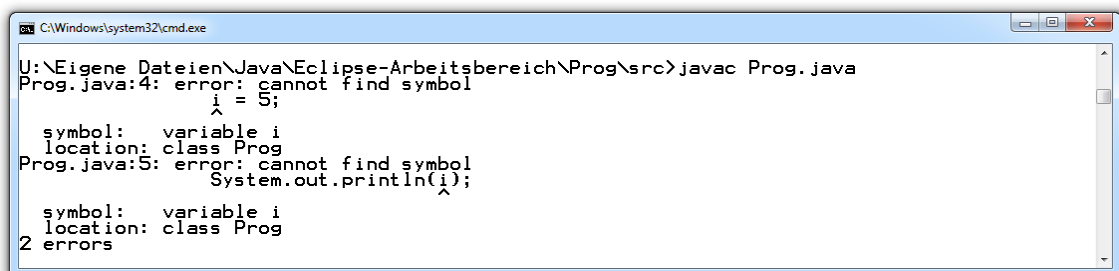 C:\Windows\system32\cmd.exe
U:\Eigene Dateien\Java\Eclipse-Arbeitsbereich\Prog\src>javac Prog.java
Prog.java:4: error: cannot find symbol
                i = 5;
                ^
  symbol:   variable i
  location: class Prog
Prog.java:5: error: cannot find symbol
                System.out.println(i);
                                   ^
  symbol:   variable i
  location: class Prog
2 errors